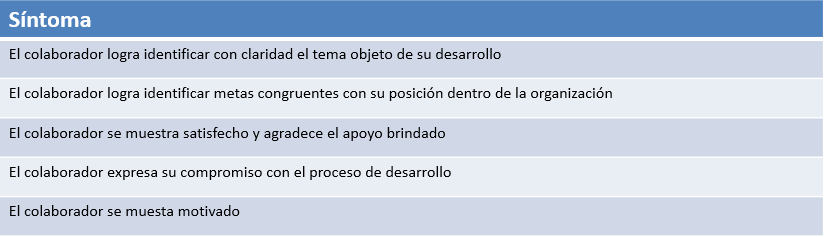 Síntoma
El colaborador logra identificar con claridad el tema objeto de su desarrollo
El colaborador logra identificar metas congruentes con su posición dentro de la organización
El colaborador se muestra satisfecho y agradece el apoyo brindado
El colaborador expresa su compromiso con el proceso de desarrollo
El colaborador se muesta motivado